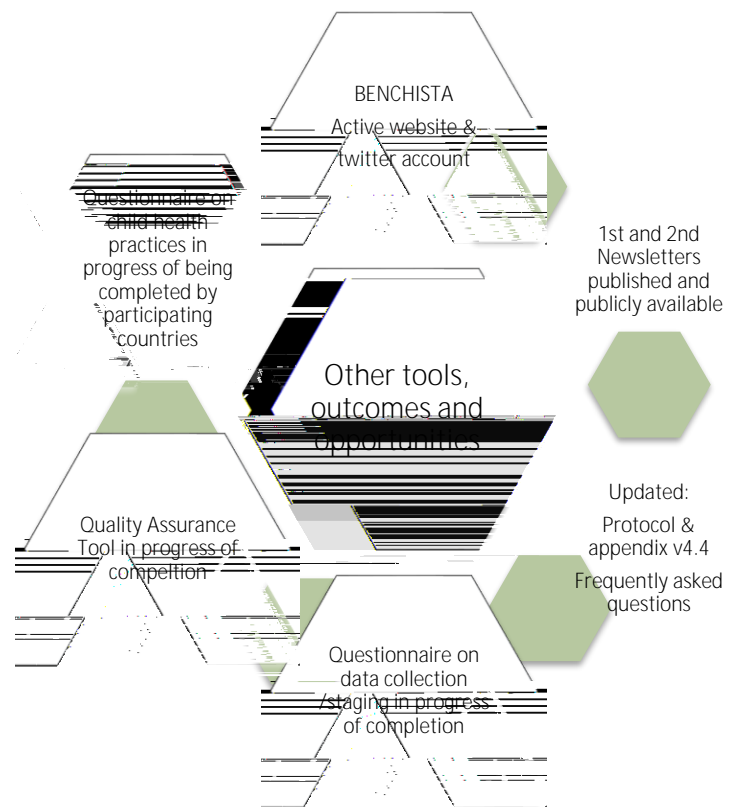 BENCHISTA
Active website &
twitter account
Questionnaire on
child health
practices in
progress of being
completed by
participating
countries
1st and 2nd
Newsletters
published and
publicly available
Other tools,
outcomes and
opportunities
Quality Assurance
Tool in progress of
compeltion
Updated:
Protocol &
appendix v4.4
Frequently asked
questions
Questionnaire on
data collection
/staging in progress
of completion